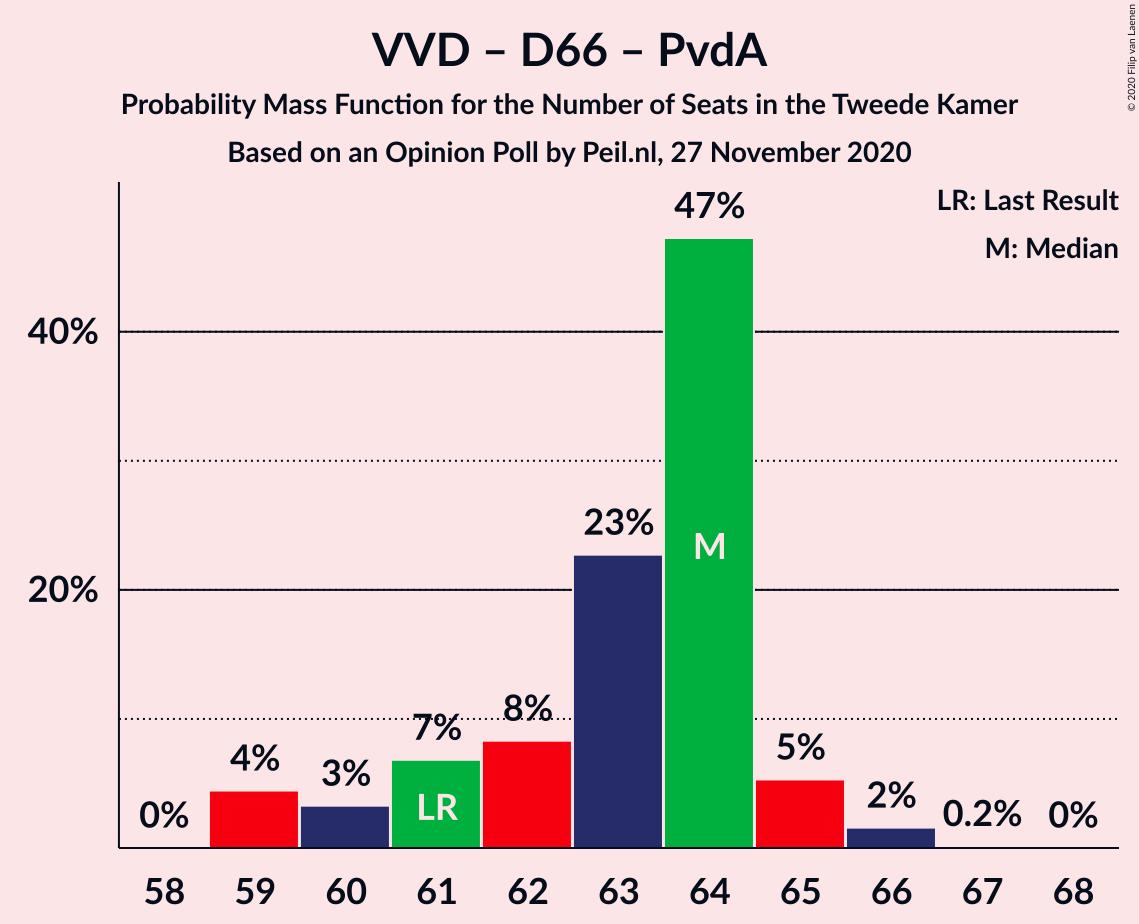 VVD – D66 – PvdA
Probability Mass Function for the Number of Seats in the Tweede Kamer
Based on an Opinion Poll by Peil.nl, 27 November 2020
© 2020 Filip van Laenen
LR: Last Result
M: Median
47%
40%
23%
M
20%
8%
7%
5%
4%
3%
2%
LR
0%
0.2%
0%
58 59 60 61 62 63 64 65 66 67 68